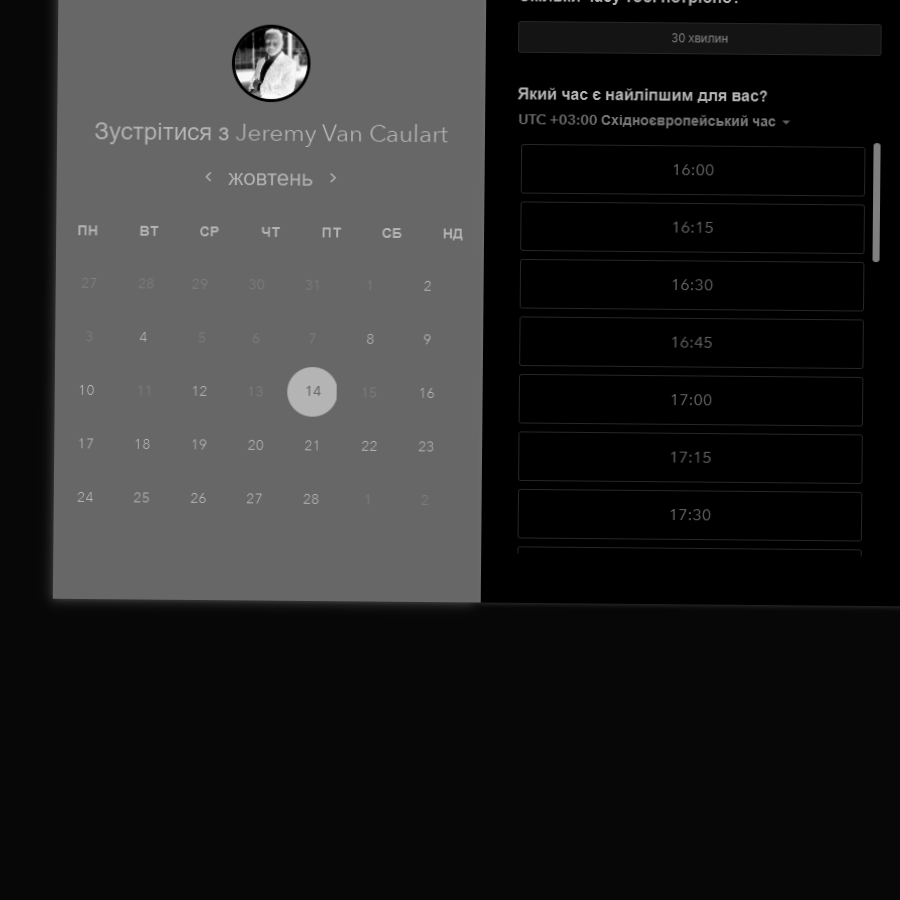 Зустрітися з Jeremy Van Caulart
жовтень
ПН ВТ СР ЧТ ПТ СБ НД
27 28 29 30 31 1 2
3 4 5 6 7 8 9
10 11 12 13 14 15 16
17 18 19 20 21 22 23
24 25 26 27 28 1 2
30 хвилин
Який час є найліпшим для вас?
UTC +03:00 Східноєвропейський час
16:00
16:15
16:30
16:45
17:00
17:15
17:30